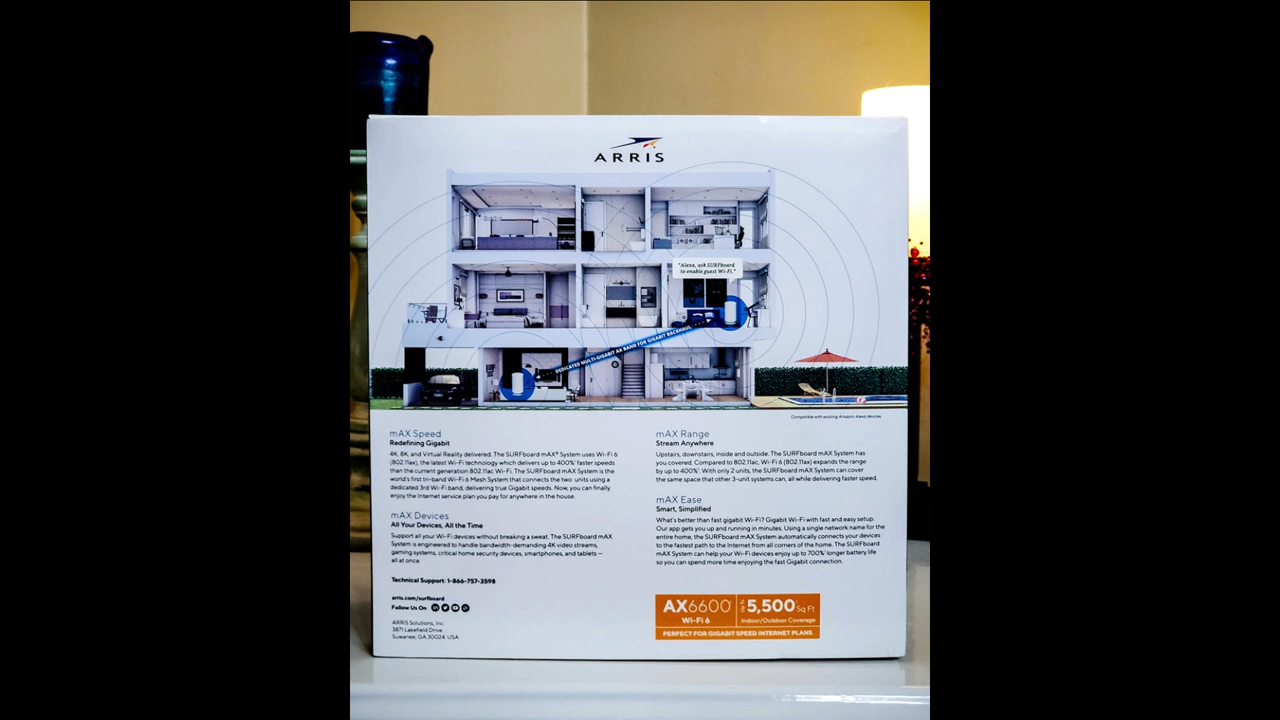 ARRIS
"Alexa, ask SURFboard
to enable guest Wi-Fi."
DEDICATED MULTI-GIGABIT AX BAND FOR GIGABIT BACKHAUL
Compatible with existing Amazon Alexa devices.
mAX Speed
Redefining Gigabit
4K, 8K, and Virtual Reality delivered. The SURFboard mAX® System uses Wi-Fi 6
(802.11ax), the latest Wi-Fi technology which delivers up to 400%† faster speeds
than the current generation 802.11ac Wi-Fi. The SURFboard mAX System is the
world's first tri-band Wi-Fi 6 Mesh System that connects the two units using a
dedicated 3rd Wi-Fi band, delivering true Gigabit speeds. Now, you can finally
enjoy the Internet service plan you pay for anywhere in the house.
mAX Devices
All Your Devices, All the Time
Support all your Wi-Fi devices without breaking a sweat. The SURFboard mAX
System is engineered to handle bandwidth-demanding 4K video streams,
gaming systems, critical home security devices, smartphones, and tablets —
all at once.
Technical Support: 1-866-757-3598
arris.com/surfboard
Follow Us On
ARRIS Solutions, Inc.
3871 Lakefield Drive
Suwanee, GA 30024 USA
mAX Range
Stream Anywhere
Upstairs, downstairs, inside and outside. The SURFboard mAX System has
you covered. Compared to 802.11ac, Wi-Fi 6 (802.11ax) expands the range
by up to 400%. With only 2 units, the SURFboard mAX System can cover
the same space that other 3-unit systems can, all while delivering faster speed.
mAX Ease
Smart, Simplified
What's better than fast gigabit Wi-Fi? Gigabit Wi-Fi with fast and easy setup.
Our app gets you up and running in minutes. Using a single network name for the
entire home, the SURFboard mAX System automatically connects your devices
to the fastest path to the Internet from all corners of the home. The SURFboard
mAX System can help your Wi-Fi devices enjoy up to 700% longer battery life
so you can spend more time enjoying the fast Gigabit connection.
AX6600
Wi-Fi 6
5,500 Sq Ft
Indoor/Outdoor Coverage
PERFECT FOR GIGABIT SPEED INTERNET PLANS